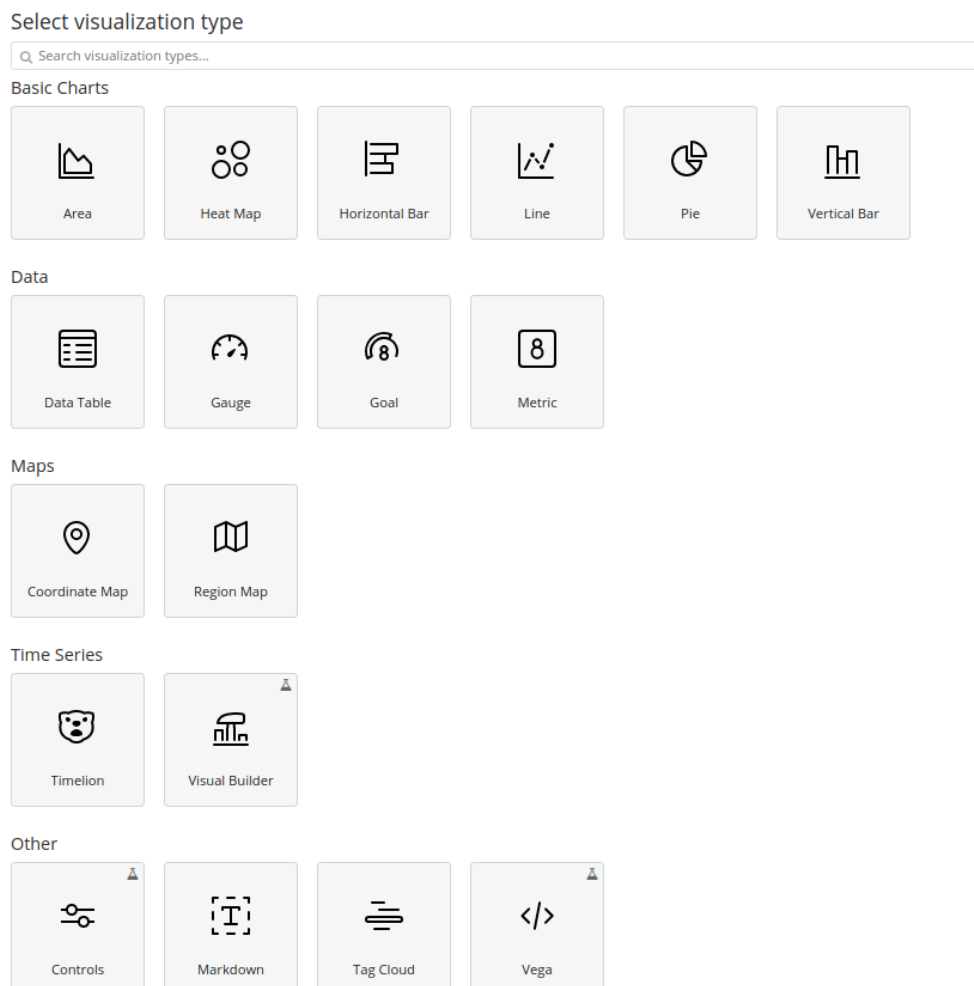 Select visualization type
Search visualization types...
Basic Charts
Area Heat Map Horizontal Bar Line Pie Vertical Bar
Data
8 8
Data Table Gauge Goal Metric
Maps
Coordinate Map Region Map
Time Series
Timelion Visual Builder
Other
T </>
Controls Markdown Tag Cloud Vega